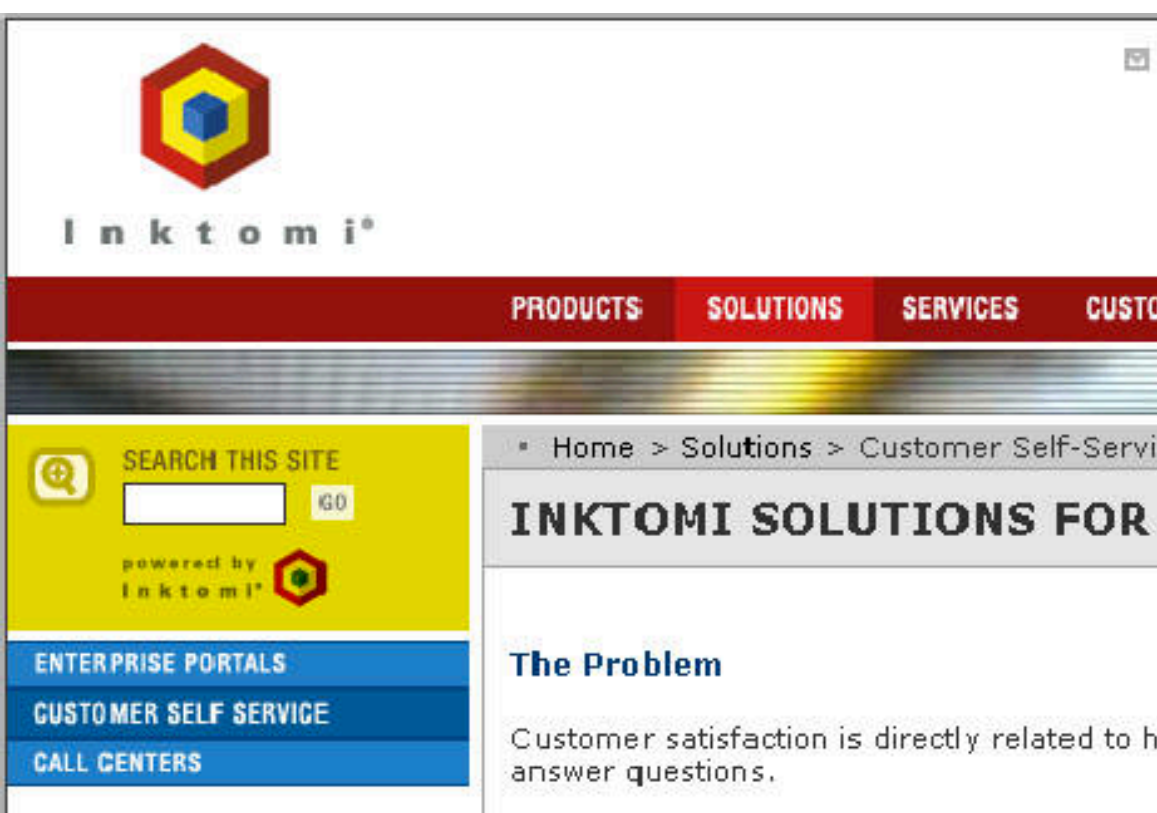 Inktomi®
PRODUCTS SOLUTIONS SERVICES CUSTO
SEARCH THIS SITE
GO
powered by
Inktomi®
ENTERPRISE PORTALS
CUSTOMER SELF SERVICE
CALL CENTERS
▪ Home > Solutions > Customer Self-Servi
INKTOMI SOLUTIONS FOR
The Problem
Customer satisfaction is directly related to h
answer questions.